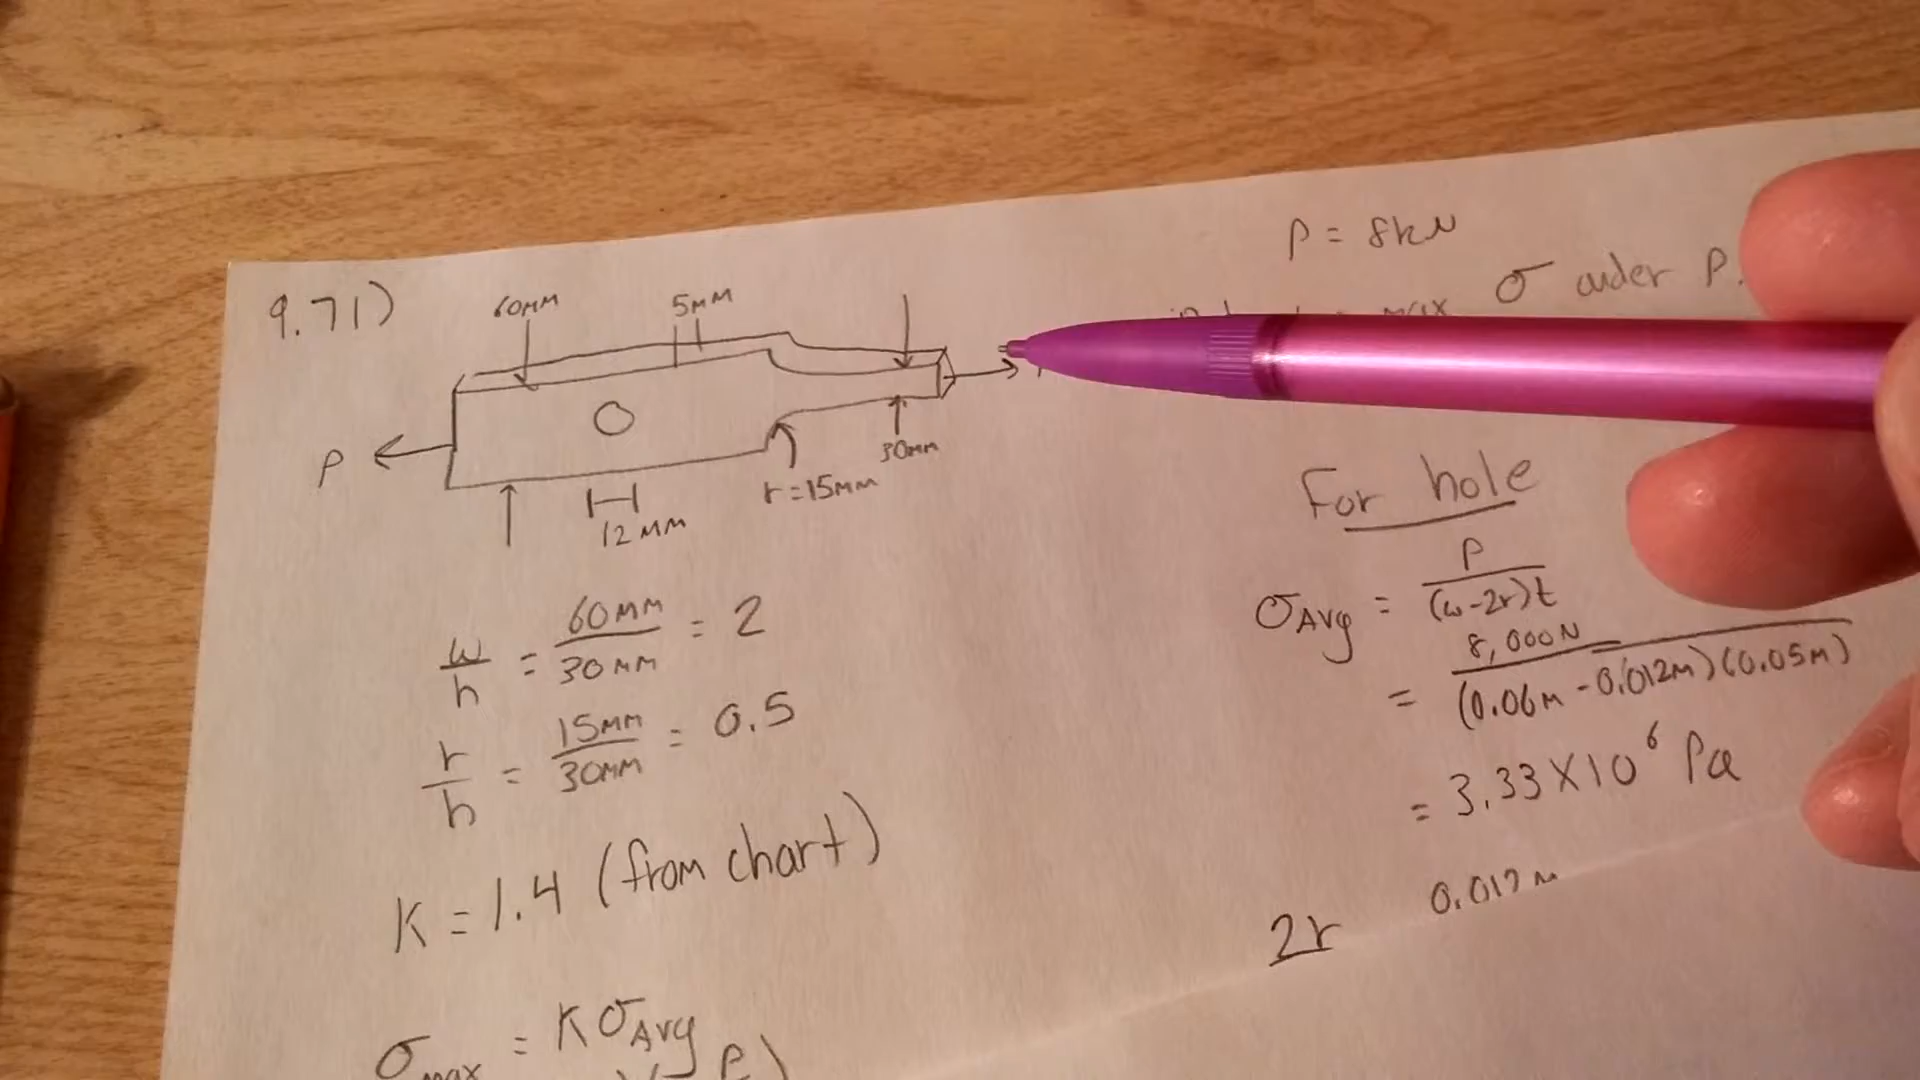 9.71)
60MM
5MM
P
12MM
r=15MM
30MM
P = 8kN
max σ under P.
w/h = 60MM/30MM = 2
r/h = 15MM/30MM = 0.5
K = 1.4 (from chart)
σmax = KσAvg
P)
For hole
σAvg = P/(w-2r)t
= 8,000N/(0.06M-0.012M)(0.05M)
= 3.33X10⁶ Pa
2r 0.012M